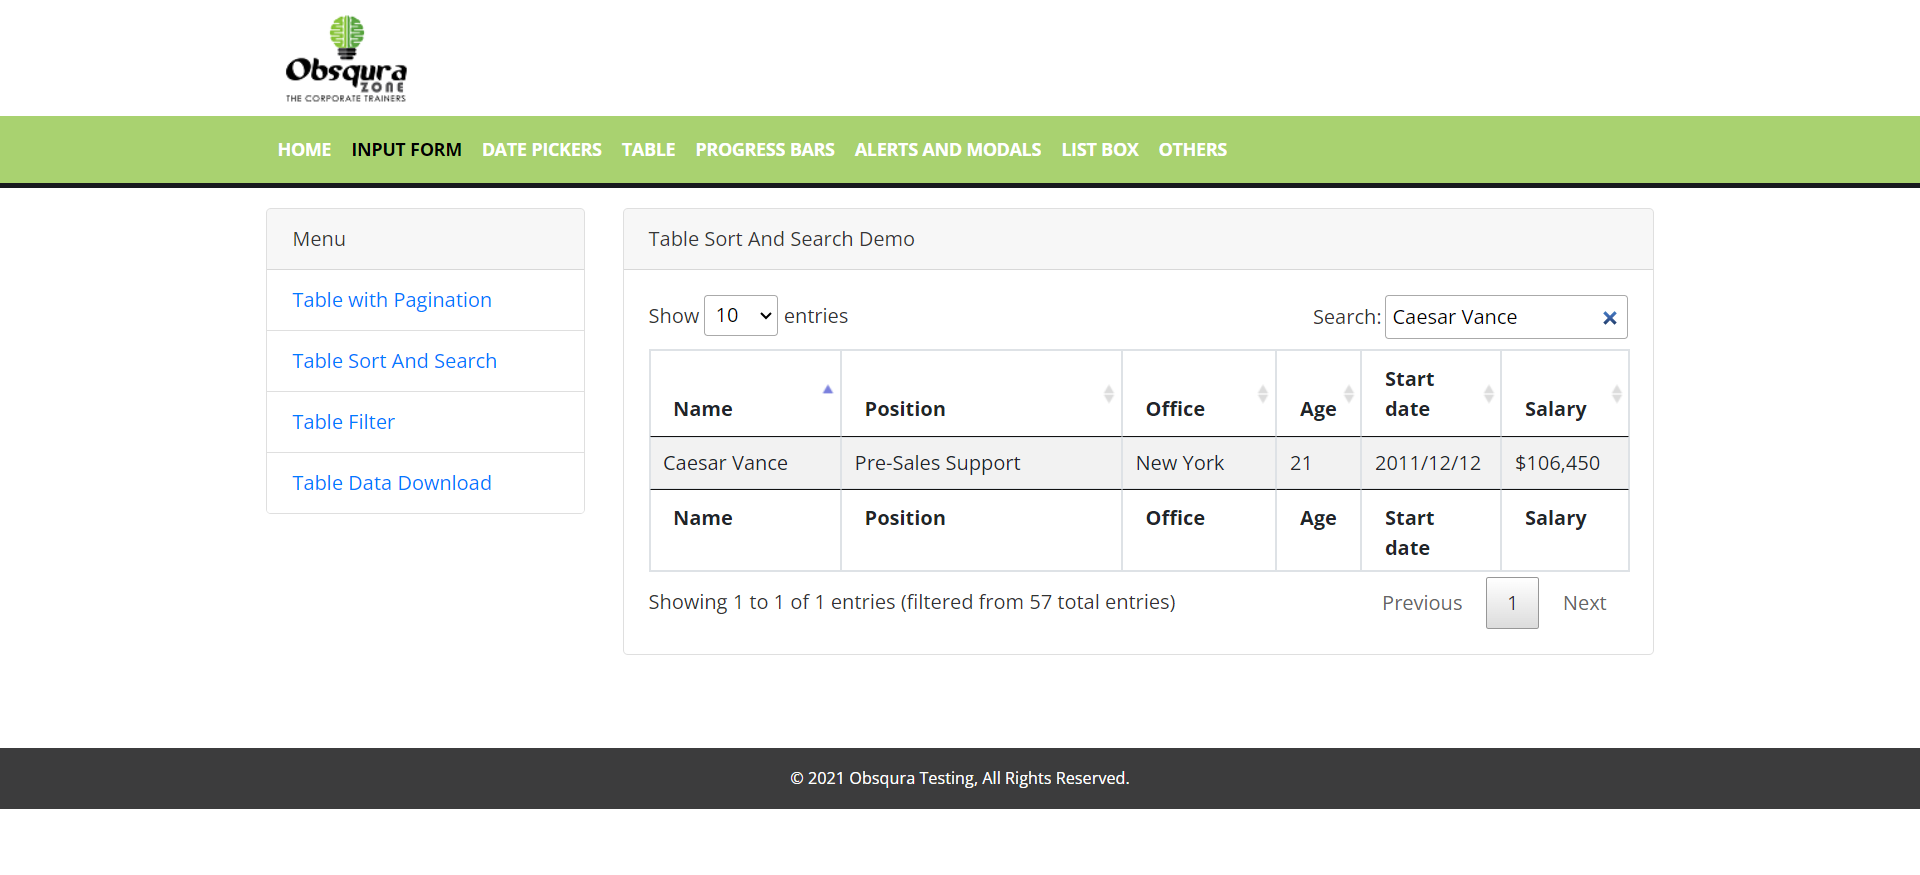 Obsqura
ZONE
THE CORPORATE TRAINERS
HOME INPUT FORM DATE PICKERS TABLE PROGRESS BARS ALERTS AND MODALS LIST BOX OTHERS
Menu
Table with Pagination
Table Sort And Search
Table Filter
Table Data Download
Table Sort And Search Demo
Show 10 entries
Search: Caesar Vance
Name Position Office Age Start date Salary
Caesar Vance Pre-Sales Support New York 21 2011/12/12 $106,450
Name Position Office Age Start date Salary
Showing 1 to 1 of 1 entries (filtered from 57 total entries)
Previous 1 Next
© 2021 Obsqura Testing, All Rights Reserved.